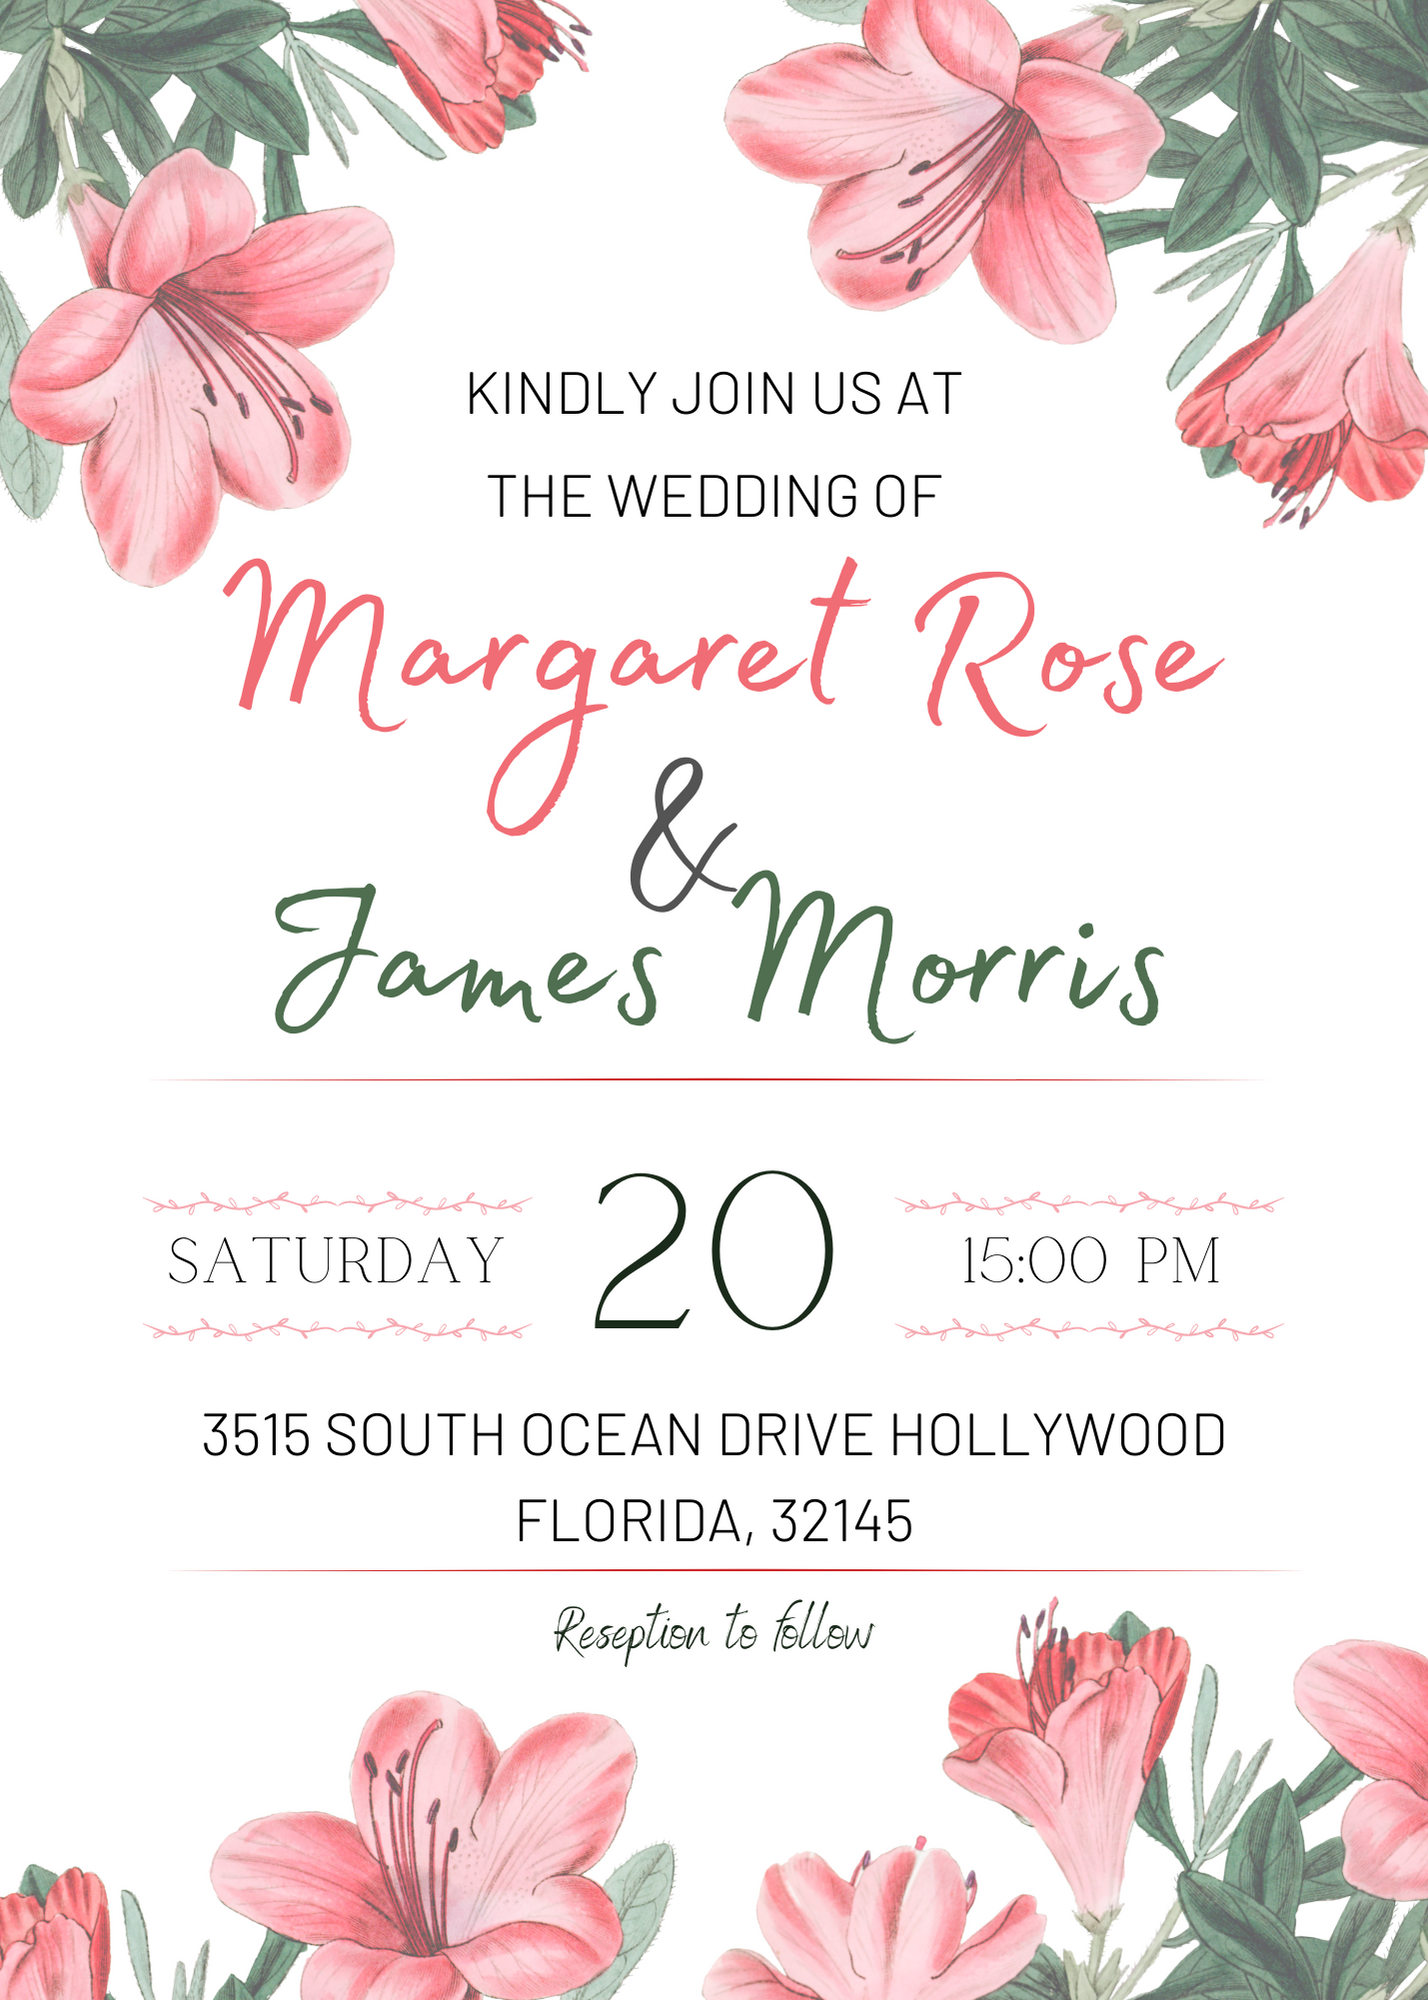 KINDLY JOIN US AT
THE WEDDING OF
Margaret Rose
&
James Morris
SATURDAY
20
15:00 PM
3515 SOUTH OCEAN DRIVE HOLLYWOOD
FLORIDA, 32145
Reseption to follow